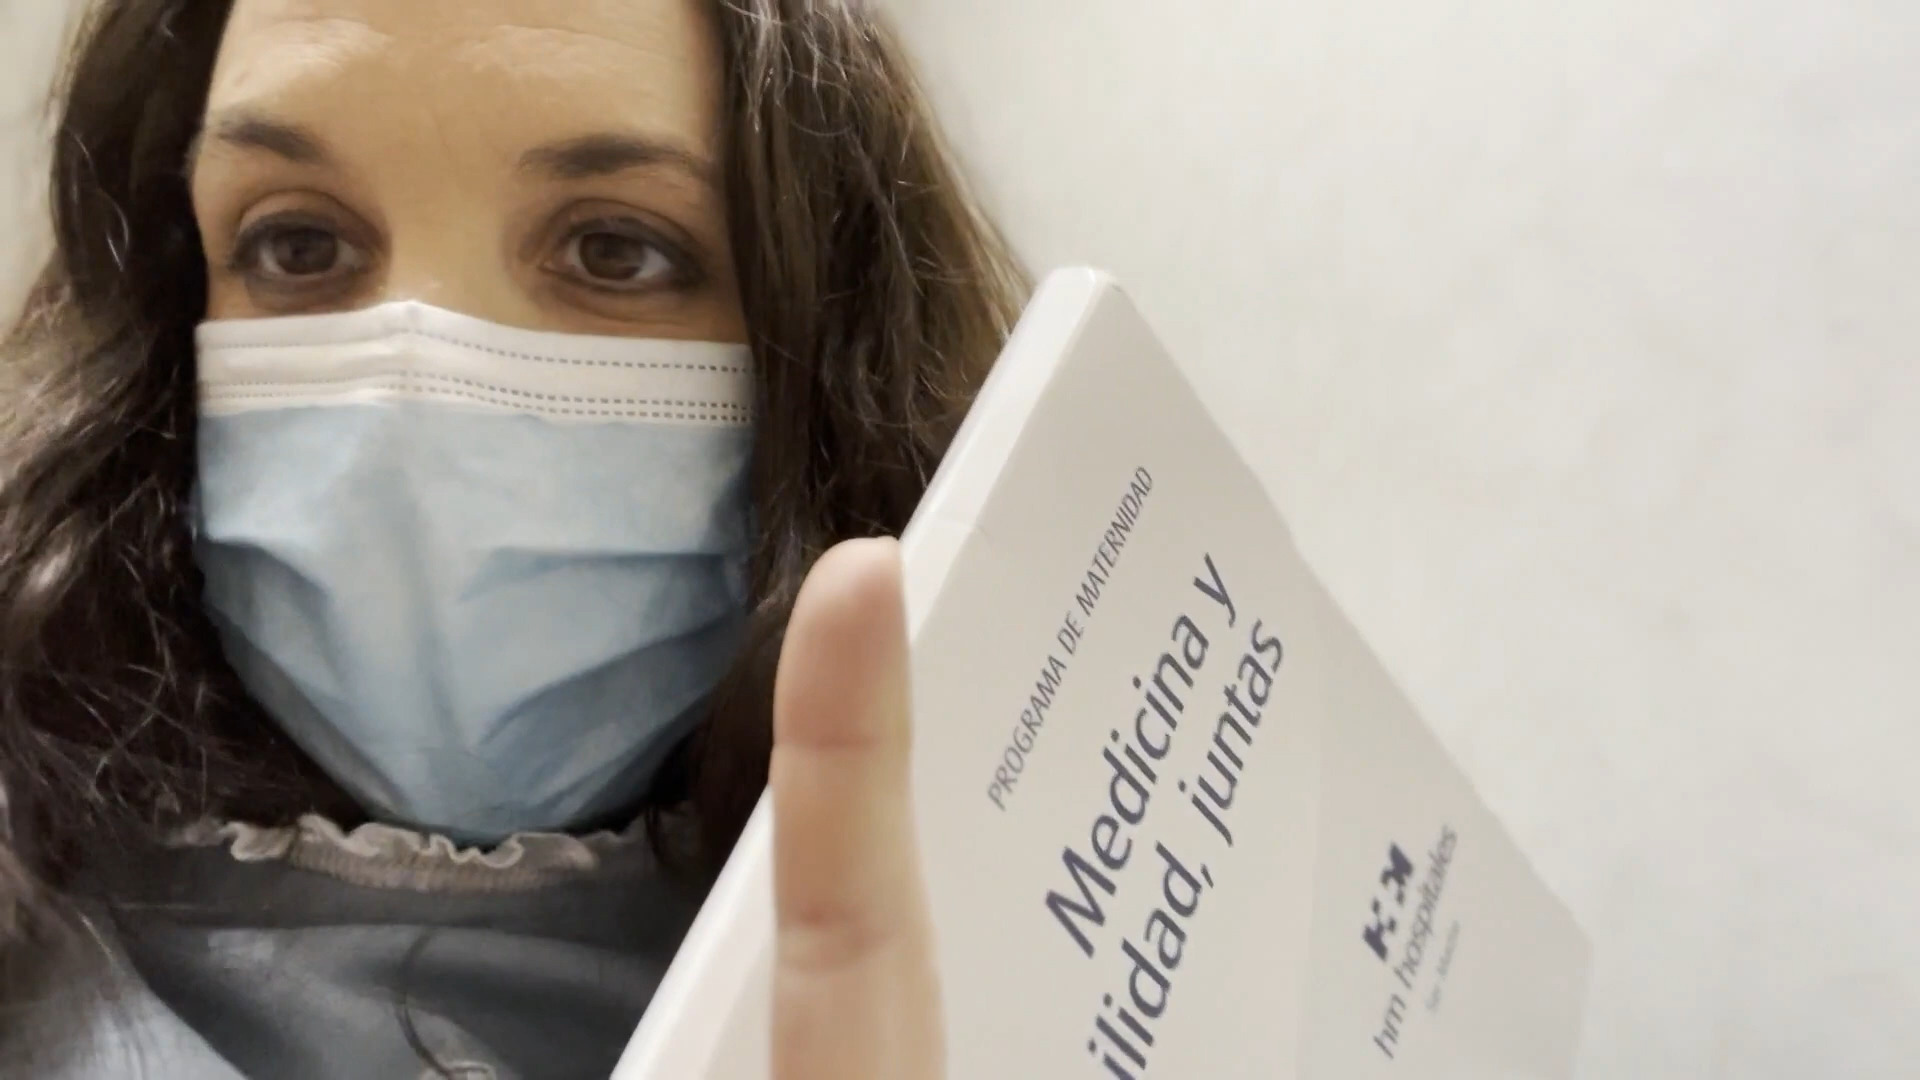 PROGRAMA DE MATERNIDAD
Medicina y
ilidad, juntas
hm hospitales